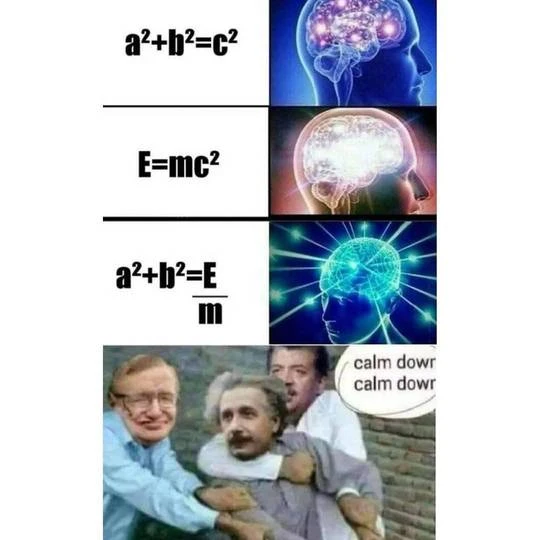 a²+b²=c²
E=mc²
a²+b²=E
m
calm down
calm down